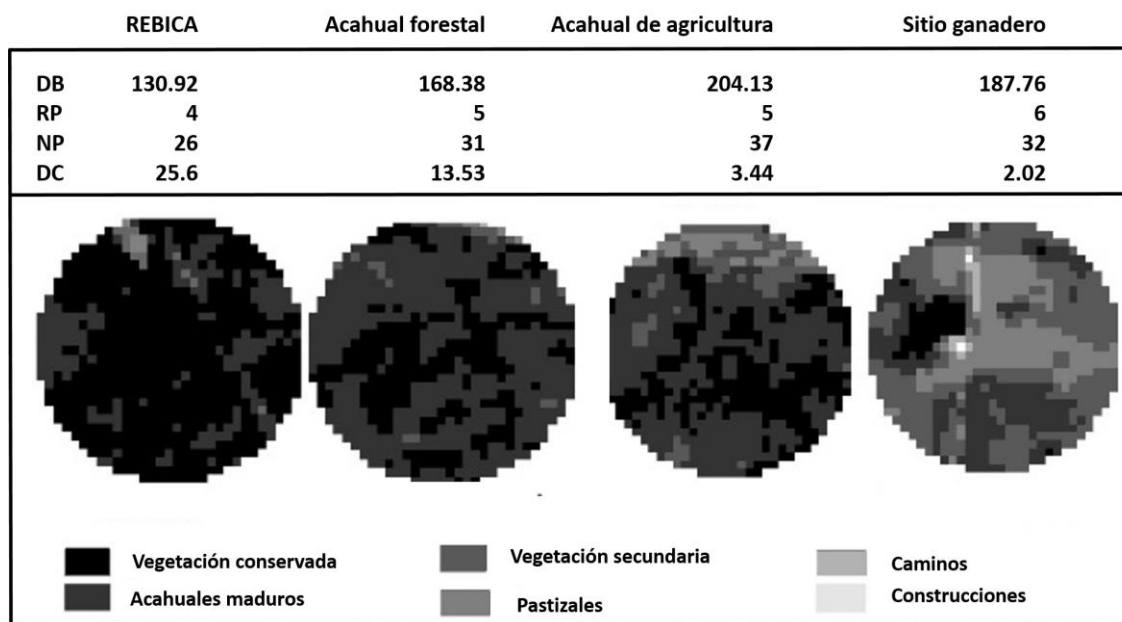 REBICA Acahual forestal Acahual de agricultura Sitio ganadero
DB 130.92 168.38 204.13 187.76
RP 4 5 5 6
NP 26 31 37 32
DC 25.6 13.53 3.44 2.02
Vegetación conservada Vegetación secundaria Caminos
Acahuales maduros Pastizales Construcciones